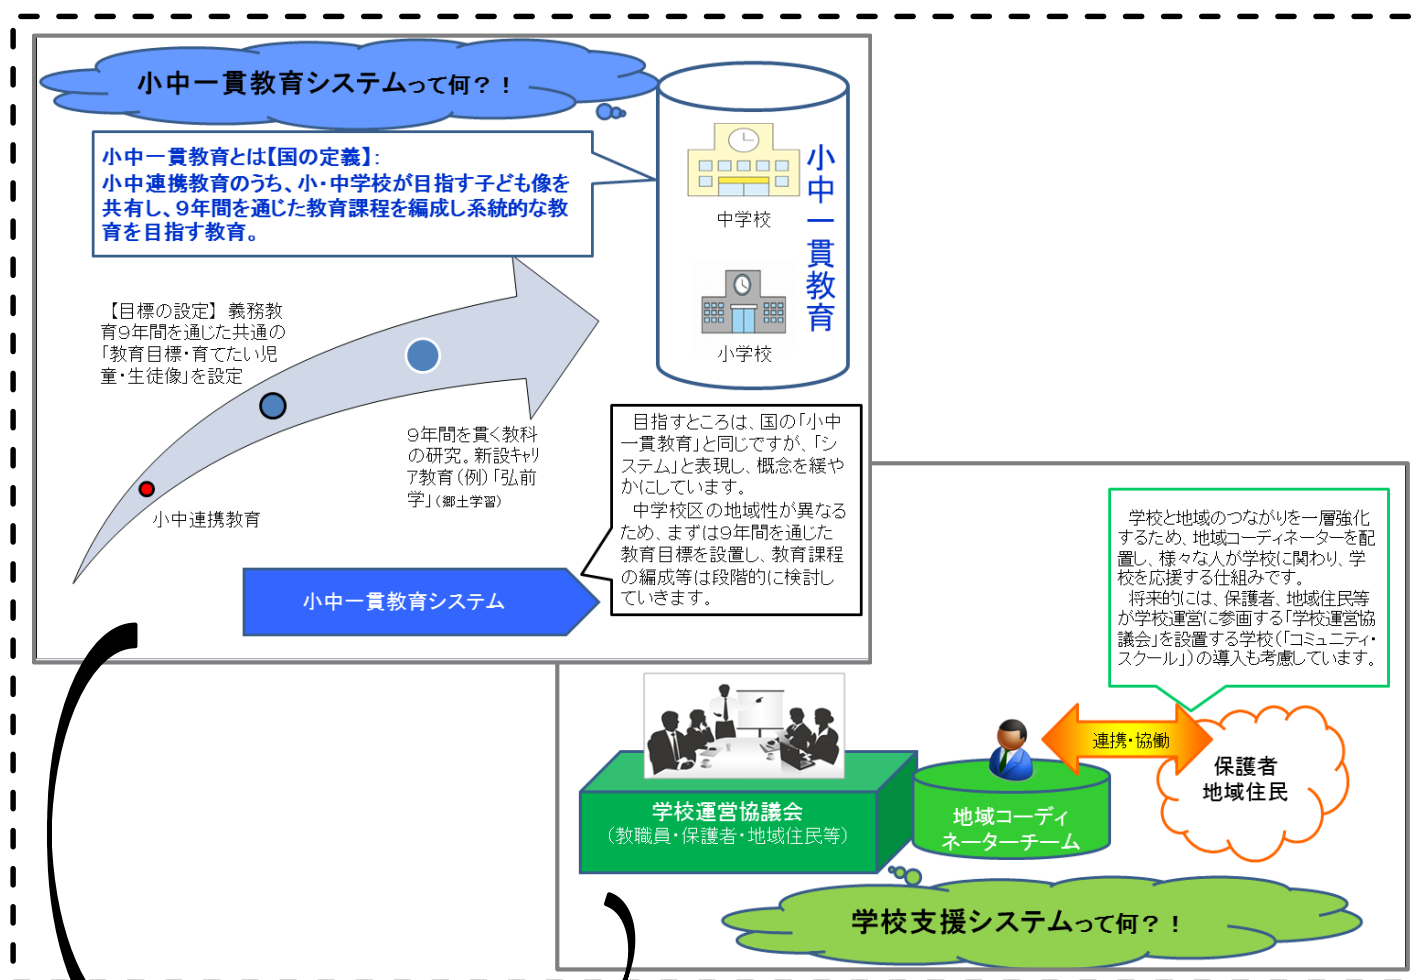 小中一貫教育システムって何？！
小中一貫教育とは【国の定義】：
小中連携教育のうち、小・中学校が目指す子ども像を
共有し、９年間を通じた教育課程を編成し系統的な教
育を目指す教育。
中学校
小学校
小中一貫教育
【目標の設定】 義務教
育９年間を通じた共通の
「教育目標・育てたい児
童・生徒像」を設定
９年間を貫く教科
の研究。新設ｷｬﾘ
ｱ教育（例）「弘前
学」（郷土学習）
小中連携教育
小中一貫教育システム
目指すところは、国の「小中
一貫教育」と同じですが、「シ
ステム」と表現し、概念を緩や
かにしています。
中学校区の地域性が異なる
ため、まずは９年間を通じた
教育目標を設置し、教育課程
の編成等は段階的に検討し
ていきます。
学校と地域のつながりを一層強化
するため、地域コーディネーターを配
置し、様々な人が学校に関わり、学
校を応援する仕組みです。
将来的には、保護者、地域住民等
が学校運営に参画する「学校運営協
議会」を設置する学校（「コミュニティ・
スクール」）の導入も考慮しています。
連携・協働
保護者
地域住民
学校運営協議会
（教職員・保護者・地域住民等）
地域コーディ
ネーターチーム
学校支援システムって何？！